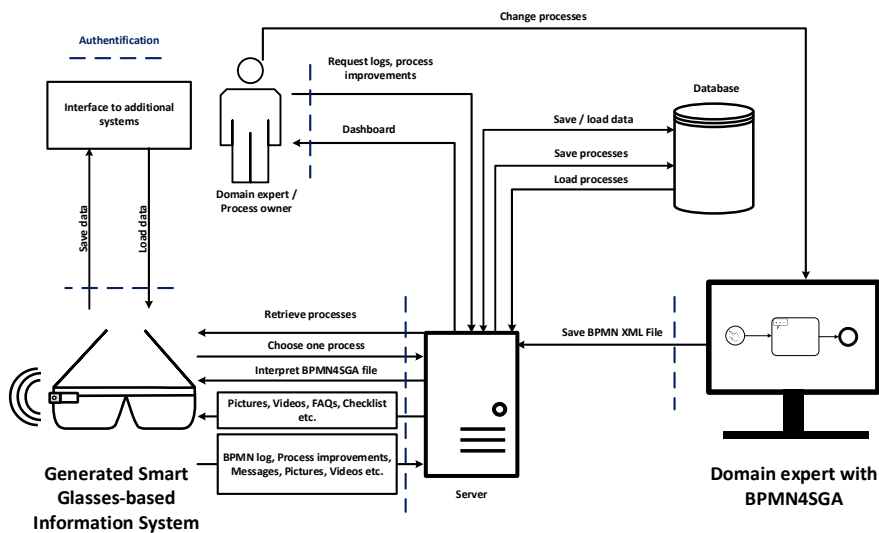 Change processes
Authentification
Request logs, process
improvements
Database
Interface to additional
systems
Save / load data
Dashboard
Save processes
Load processes
Domain expert /
Process owner
Save data
Load data
Retrieve processes
Save BPMN XML File
Choose one process
Interpret BPMN4SGA file
Pictures, Videos, FAQs, Checklist
etc.
BPMN log, Process improvements,
Messages, Pictures, Videos etc.
Generated Smart
Glasses-based
Information System
Server
Domain expert with
BPMN4SGA